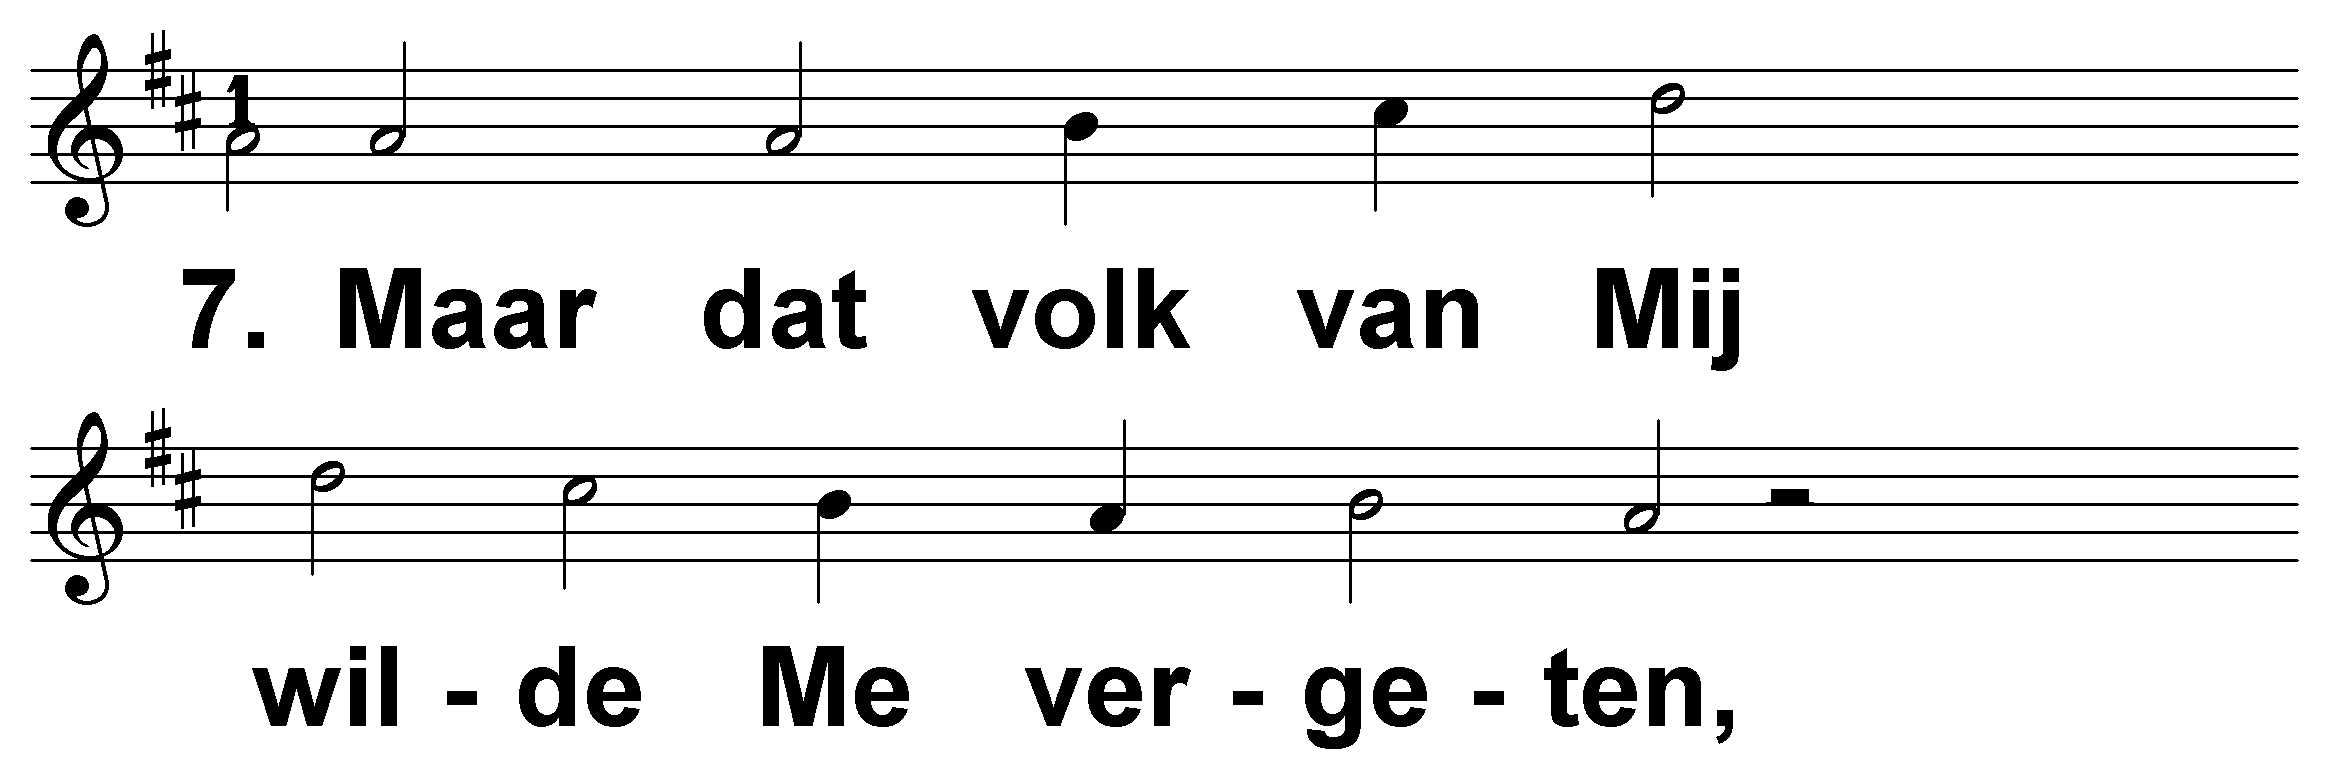 1
7. Maar dat volk van Mij
wil - de Me ver - ge - ten,